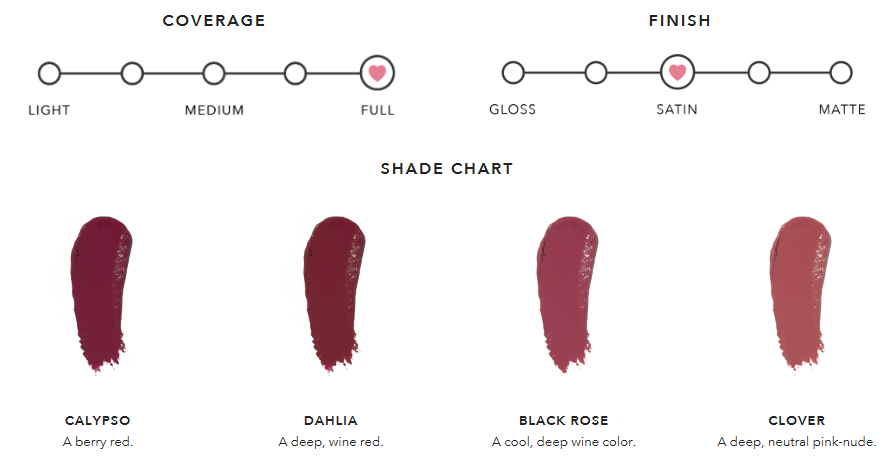 COVERAGE
FINISH
LIGHT MEDIUM FULL
GLOSS SATIN MATTE
SHADE CHART
CALYPSO
A berry red.
DAHLIA
A deep, wine red.
BLACK ROSE
A cool, deep wine color.
CLOVER
A deep, neutral pink-nude.